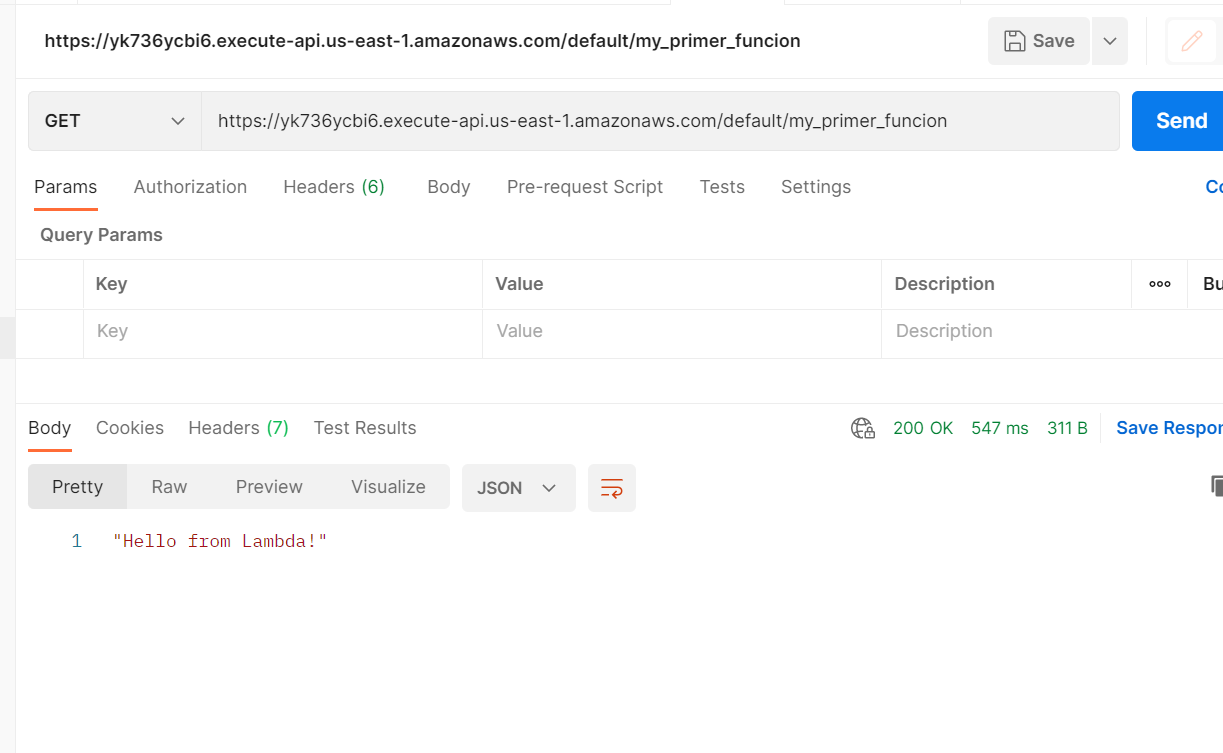 https://yk736ycbi6.execute-api.us-east-1.amazonaws.com/default/my_primer_funcion
Save
GET
https://yk736ycbi6.execute-api.us-east-1.amazonaws.com/default/my_primer_funcion
Send
Params Authorization Headers (6) Body Pre-request Script Tests Settings Co
Query Params
Key Value Description ooo Bu
Key Value Description
Body Cookies Headers (7) Test Results 200 OK 547 ms 311 B Save Respor
Pretty Raw Preview Visualize JSON
1 "Hello from Lambda!"